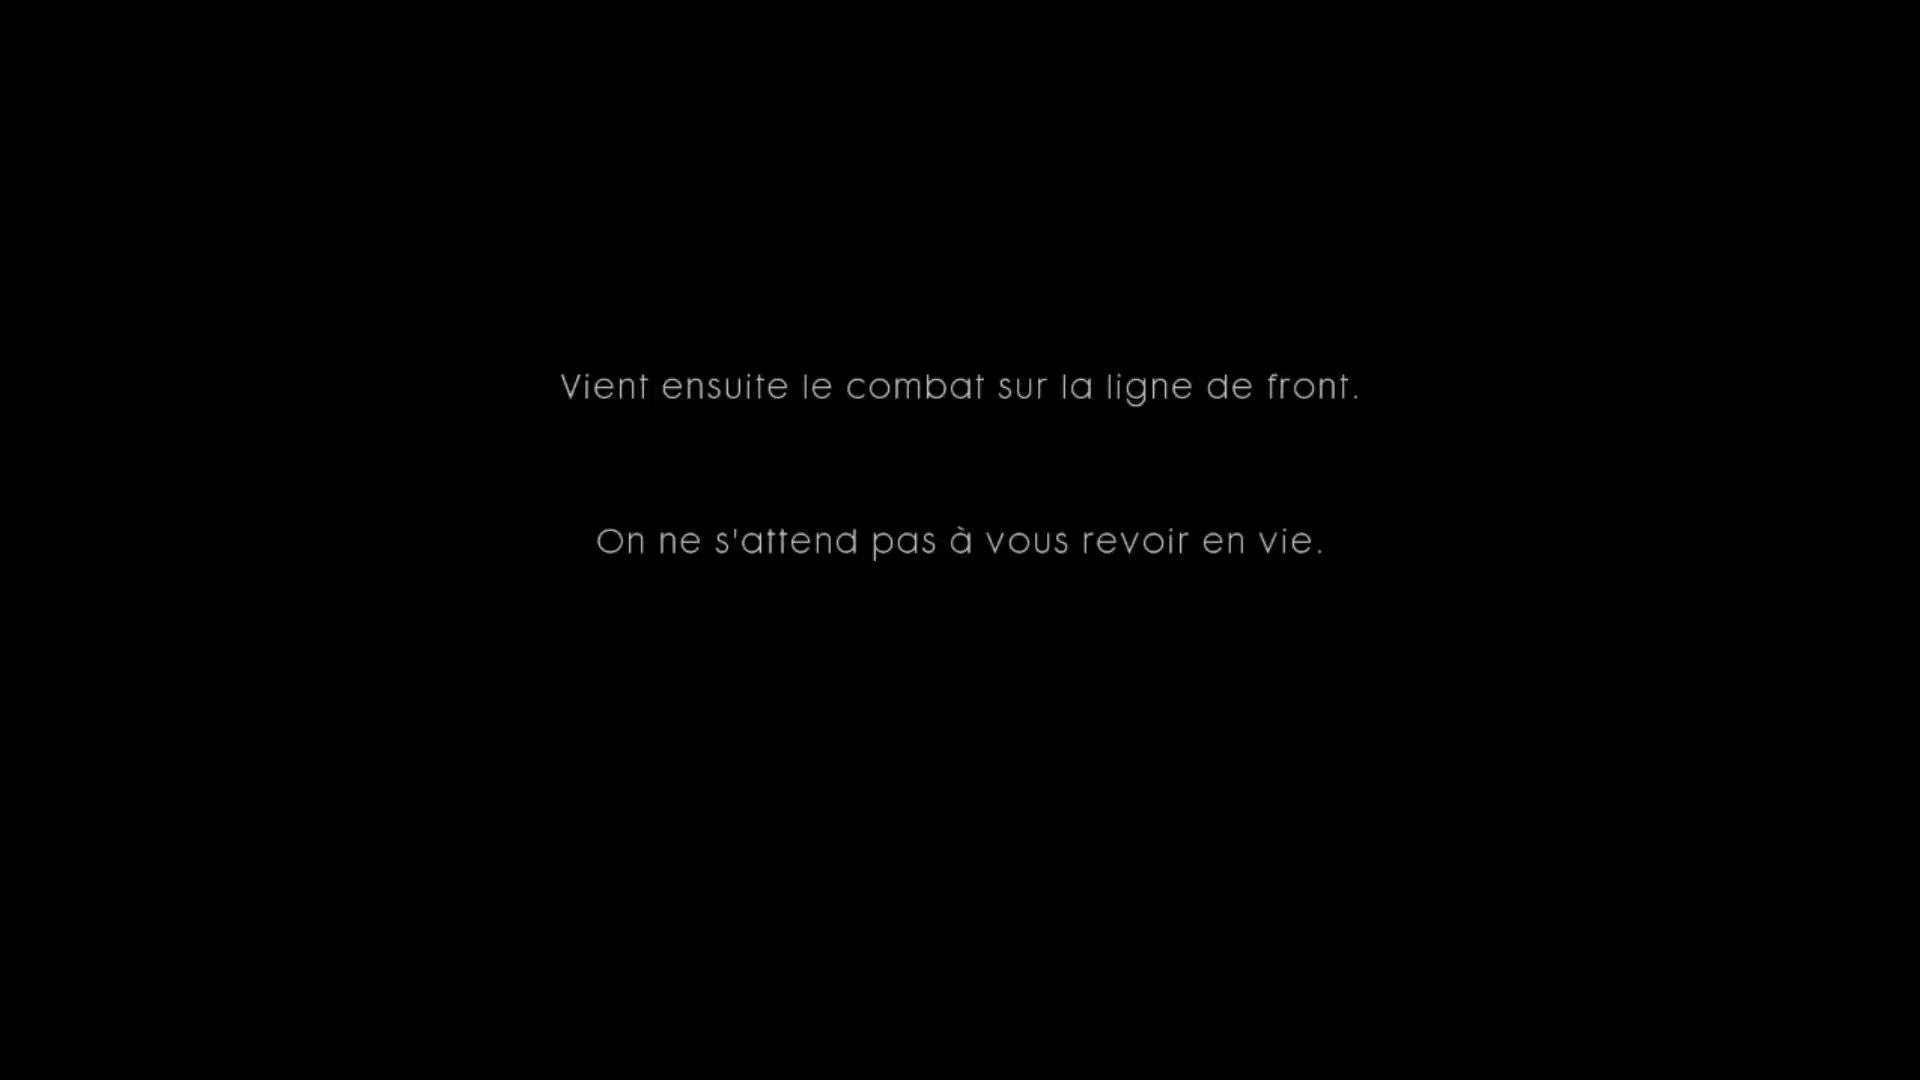 Vient ensuite le combat sur la ligne de front.
On ne s'attend pas à vous revoir en vie.